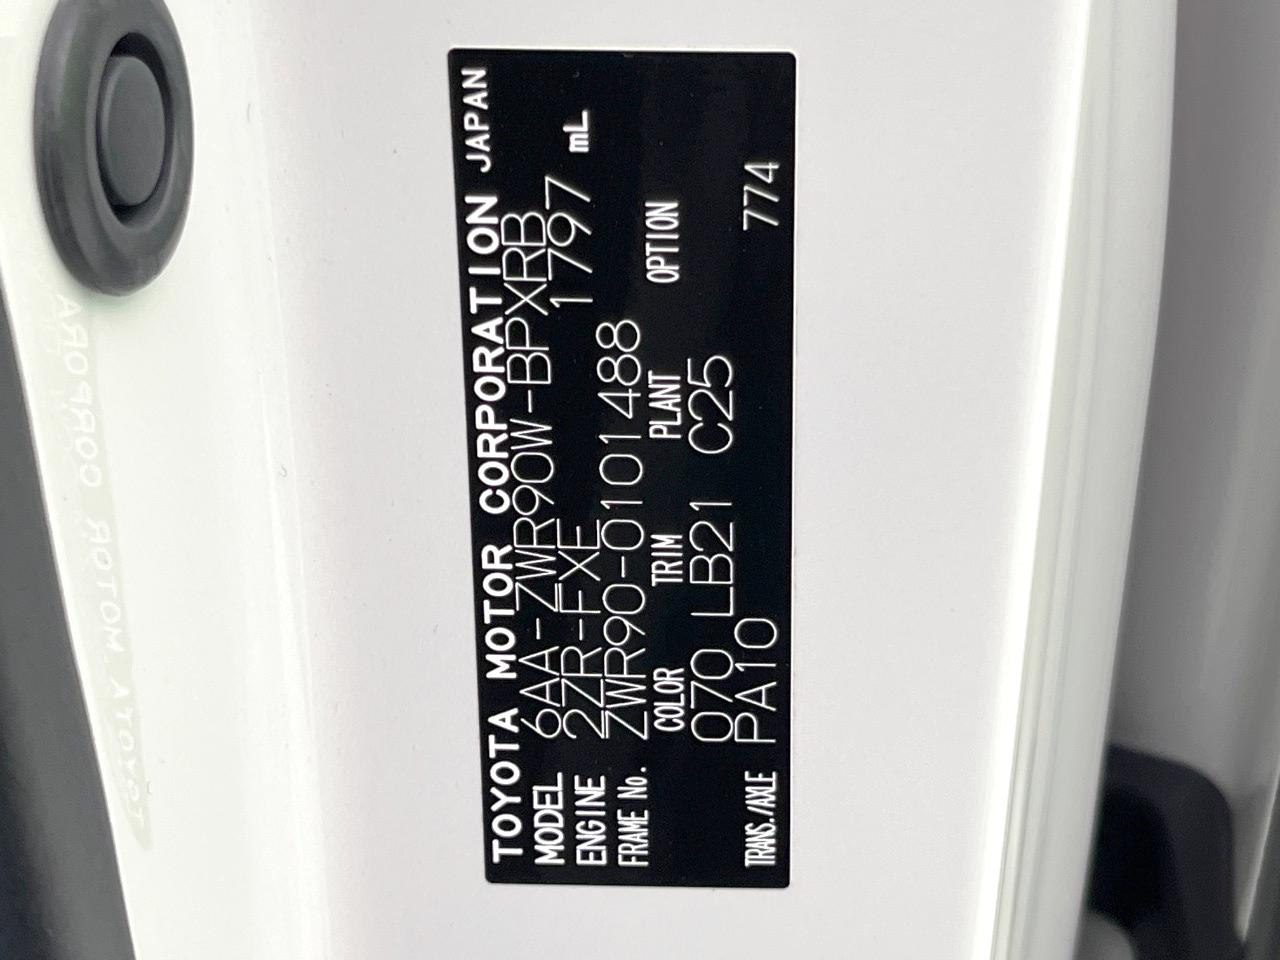 TOYOTA MOTOR CORPORATION JAPAN
MODEL 6AA-ZWR90W-BPXRB
ENGINE 2ZR-FXE 1797 mL
FRAME No. ZWR90-0101488
COLOR TRIM PLANT OPTION
070 LB21 C25
TRANS./AXLE PA10 774